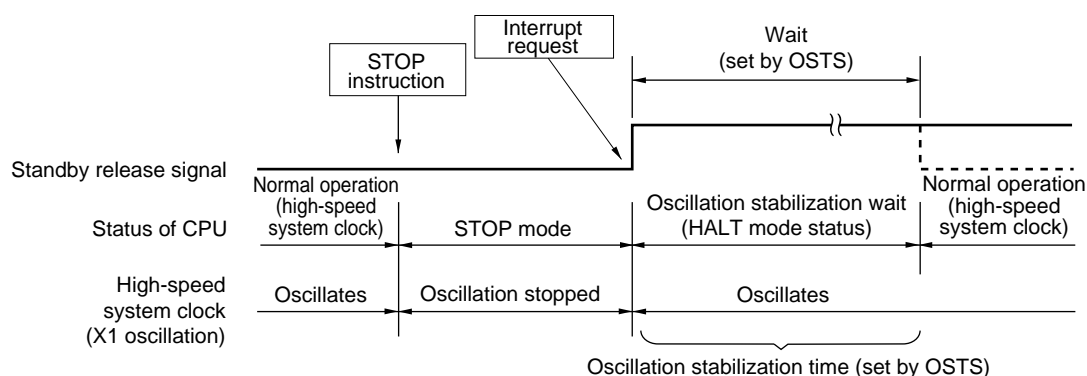 Interrupt
request
STOP
instruction
Wait
(set by OSTS)
Standby release signal
Normal operation
(high-speed
system clock)
Normal operation
(high-speed
system clock)
Status of CPU
STOP mode
Oscillation stabilization wait
(HALT mode status)
High-speed
system clock
(X1 oscillation)
Oscillates
Oscillation stopped
Oscillates
Oscillation stabilization time (set by OSTS)